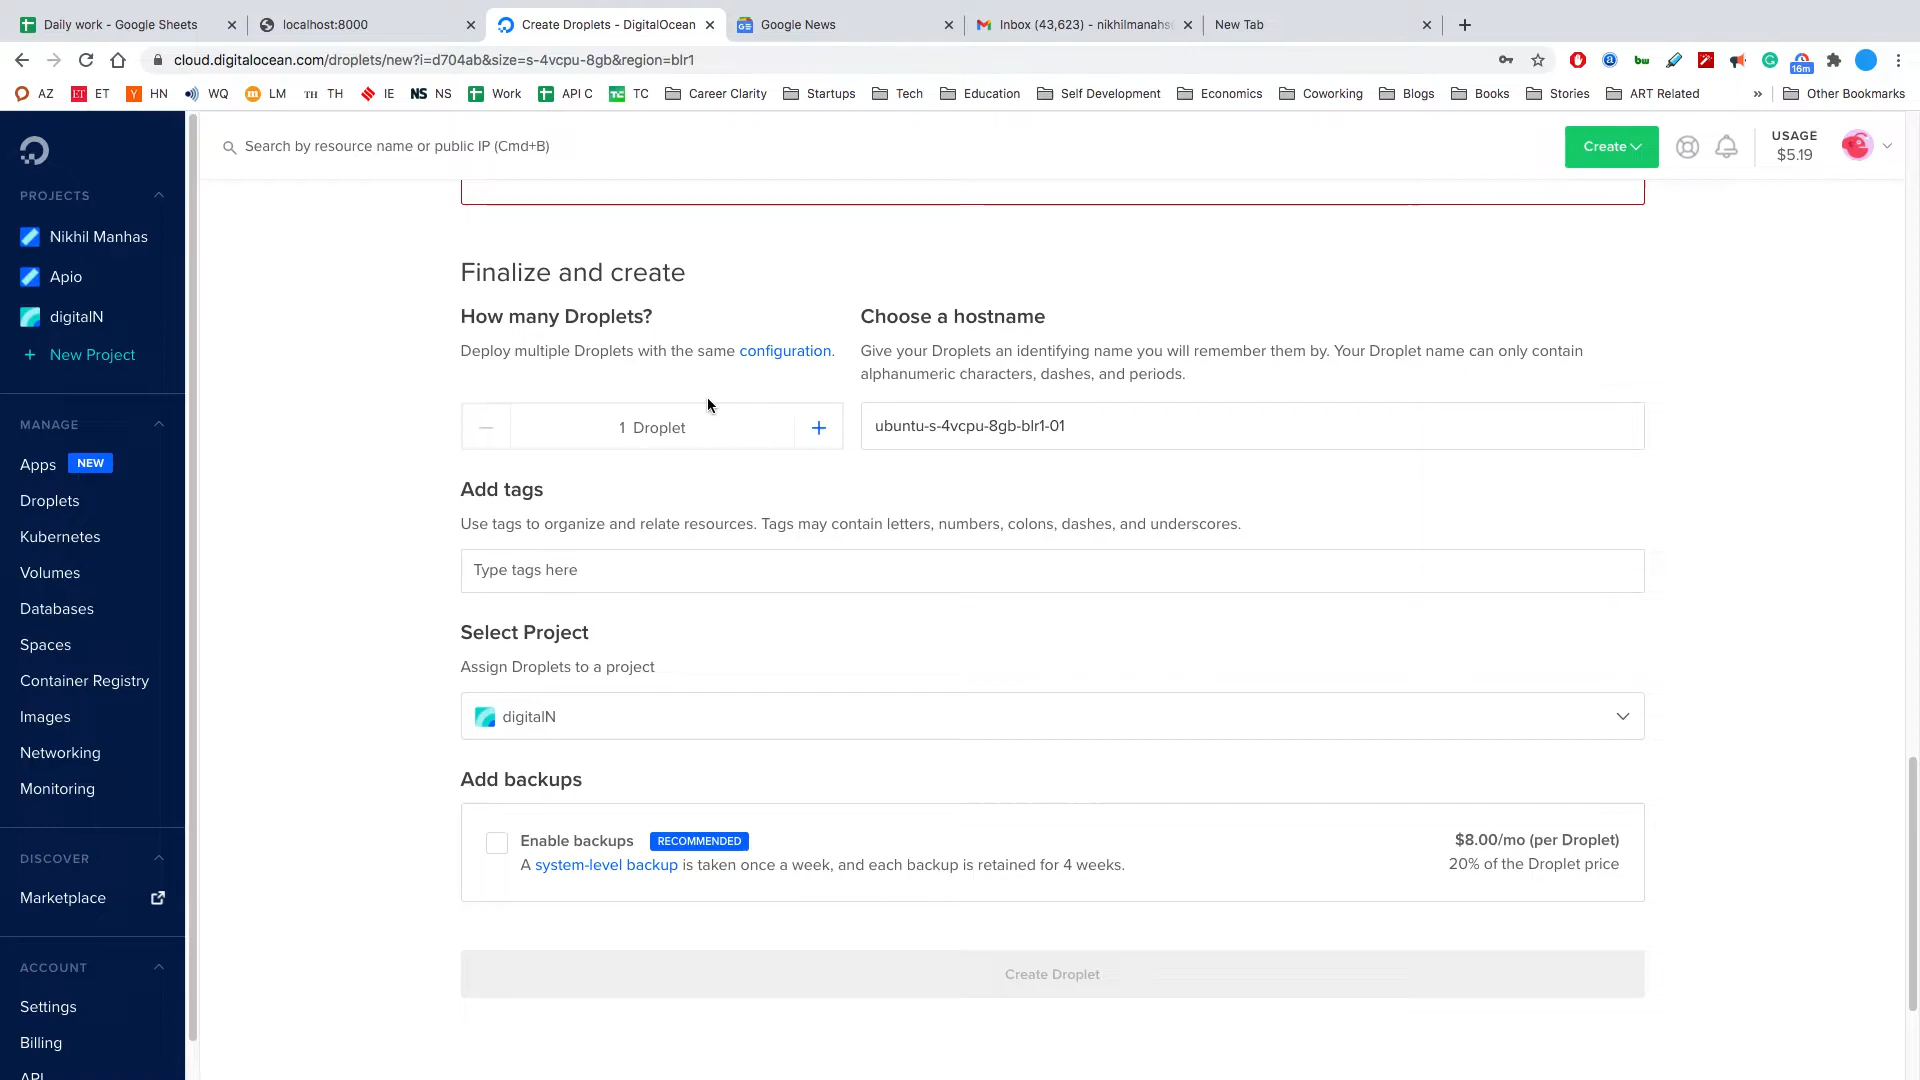 Daily work - Google Sheets
localhost:8000
Create Droplets - DigitalOcean
Google News
Inbox (43,623) - nikhilmanahs
New Tab
cloud.digitalocean.com/droplets/new?i=d704ab&size=s-4vcpu-8gb&region=blr1
bw
16m
AZ
ET ET
Y HN
WQ
m LM
TH TH
IE
NS NS
Work
API C
TC TC
Career Clarity
Startups
Tech
Education
Self Development
Economics
Coworking
Blogs
Books
Stories
ART Related
»
Other Bookmarks
Search by resource name or public IP (Cmd+B)
Create
USAGE
$5.19
PROJECTS
Nikhil Manhas
Apio
digitalN
+ New Project
MANAGE
Apps NEW
Droplets
Kubernetes
Volumes
Databases
Spaces
Container Registry
Images
Networking
Monitoring
DISCOVER
Marketplace
ACCOUNT
Settings
Billing
API
Finalize and create
How many Droplets?
Deploy multiple Droplets with the same configuration.
1 Droplet
Choose a hostname
Give your Droplets an identifying name you will remember them by. Your Droplet name can only contain
alphanumeric characters, dashes, and periods.
ubuntu-s-4vcpu-8gb-blr1-01
Add tags
Use tags to organize and relate resources. Tags may contain letters, numbers, colons, dashes, and underscores.
Type tags here
Select Project
Assign Droplets to a project
digitalN
Add backups
Enable backups RECOMMENDED
A system-level backup is taken once a week, and each backup is retained for 4 weeks.
$8.00/mo (per Droplet)
20% of the Droplet price
Create Droplet